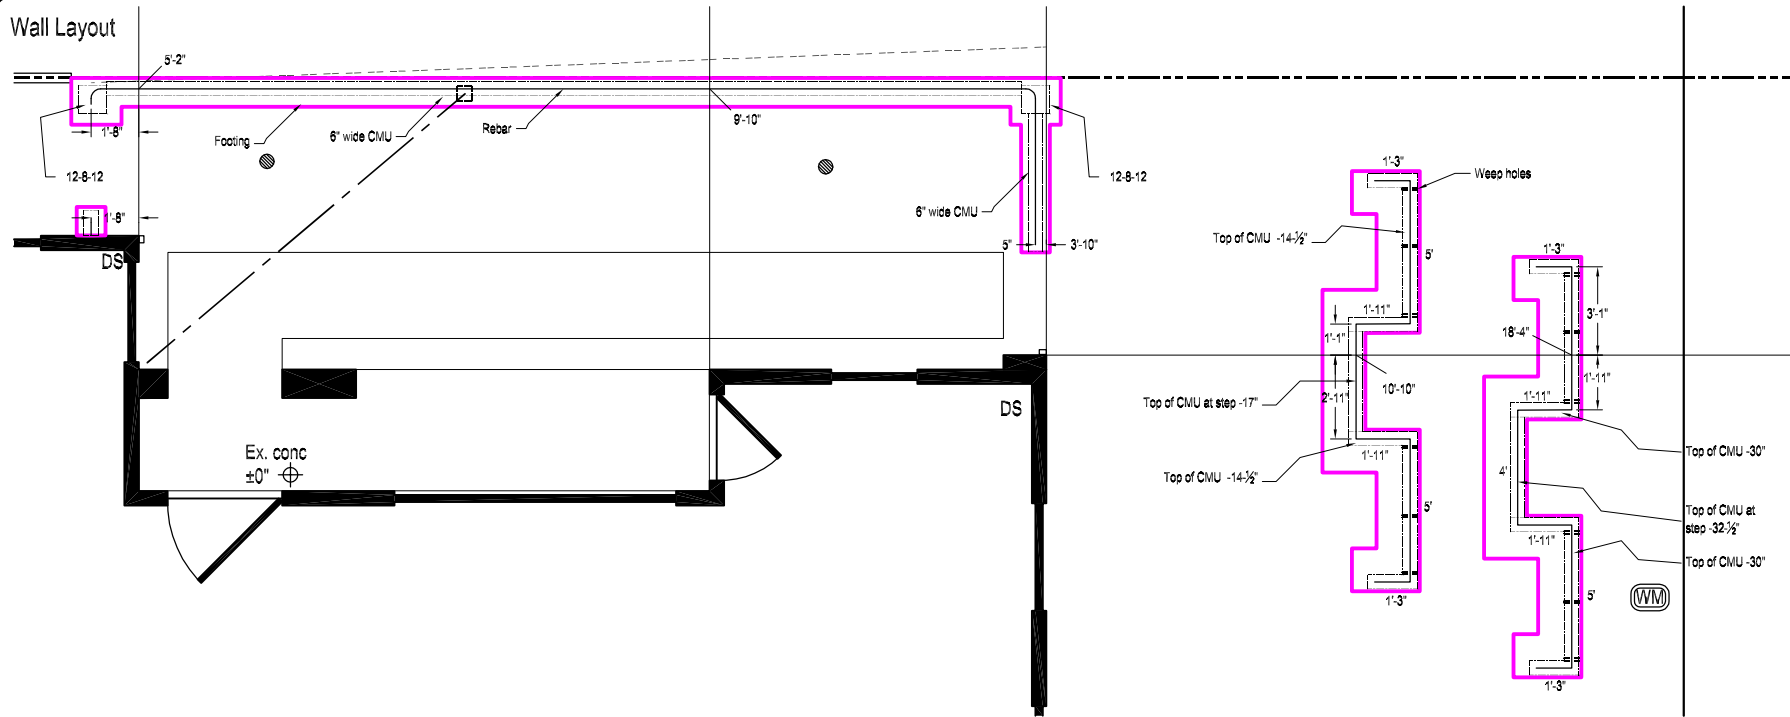 Wall Layout
5'-2"
1'-8"
Footing
6" wide CMU
Rebar
9'-10"
12-8-12
12-8-12
1'-8"
6" wide CMU
5"
3'-10"
DS
DS
Ex. conc
±0"
1'-3"
Weep holes
Top of CMU -14-½"
5'
1'-11"
1'-1"
10'-10"
Top of CMU at step -17"
2'-11"
1'-11"
Top of CMU -14-½"
5'
1'-3"
1'-3"
3'-1"
18'-4"
1'-11"
1'-11"
Top of CMU -30"
4'
Top of CMU at
step -32-½"
1'-11"
Top of CMU -30"
5'
WM
1'-3"